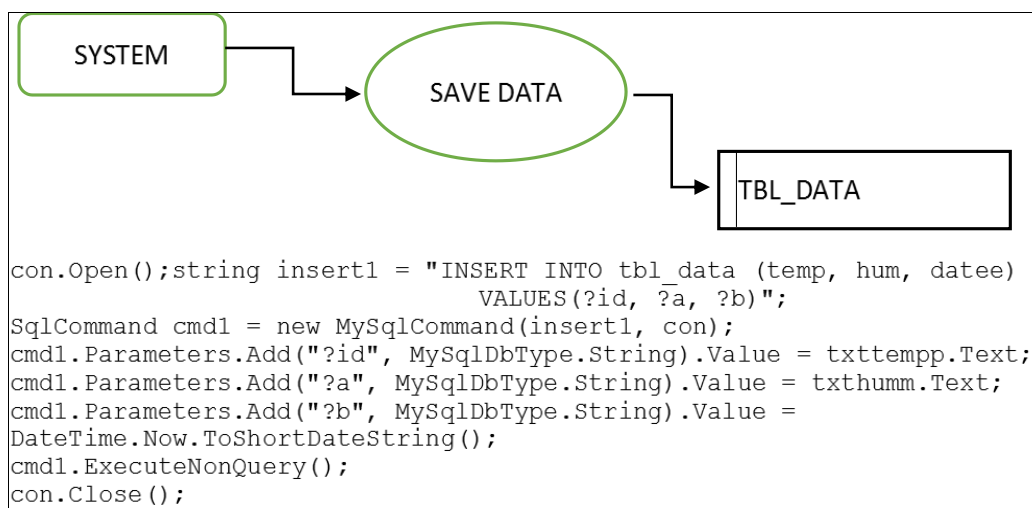 SYSTEM
SAVE DATA
TBL_DATA
con.Open();string insert1 = "INSERT INTO tbl_data (temp, hum, datee)
VALUES(?id, ?a, ?b)";
SqlCommand cmd1 = new MySqlCommand(insert1, con);
cmd1.Parameters.Add("?id", MySqlDbType.String).Value = txttempp.Text;
cmd1.Parameters.Add("?a", MySqlDbType.String).Value = txthumm.Text;
cmd1.Parameters.Add("?b", MySqlDbType.String).Value =
DateTime.Now.ToShortDateString();
cmd1.ExecuteNonQuery();
con.Close();